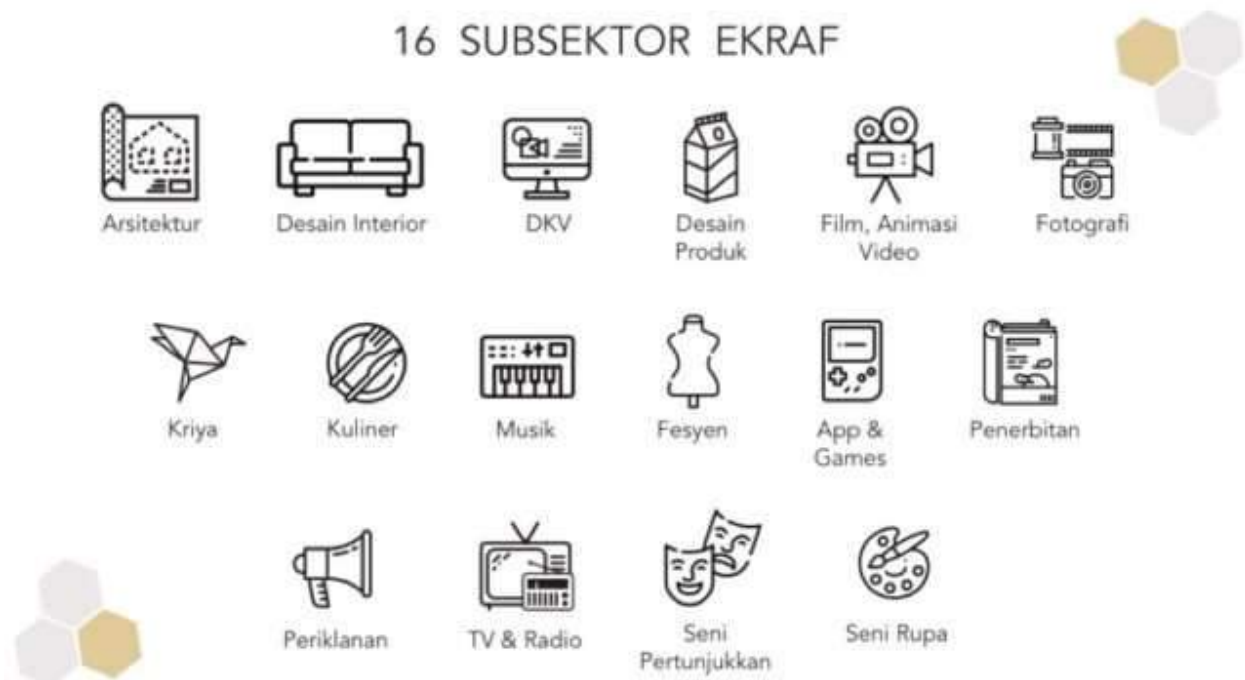 16 SUBSEKTOR EKRAF
Arsitektur
Desain Interior
DKV
Desain
Produk
Film, Animasi
Video
Fotografi
Kriya
Kuliner
Musik
Fesyen
App &
Games
Penerbitan
Periklanan
TV & Radio
Seni
Pertunjukkan
Seni Rupa